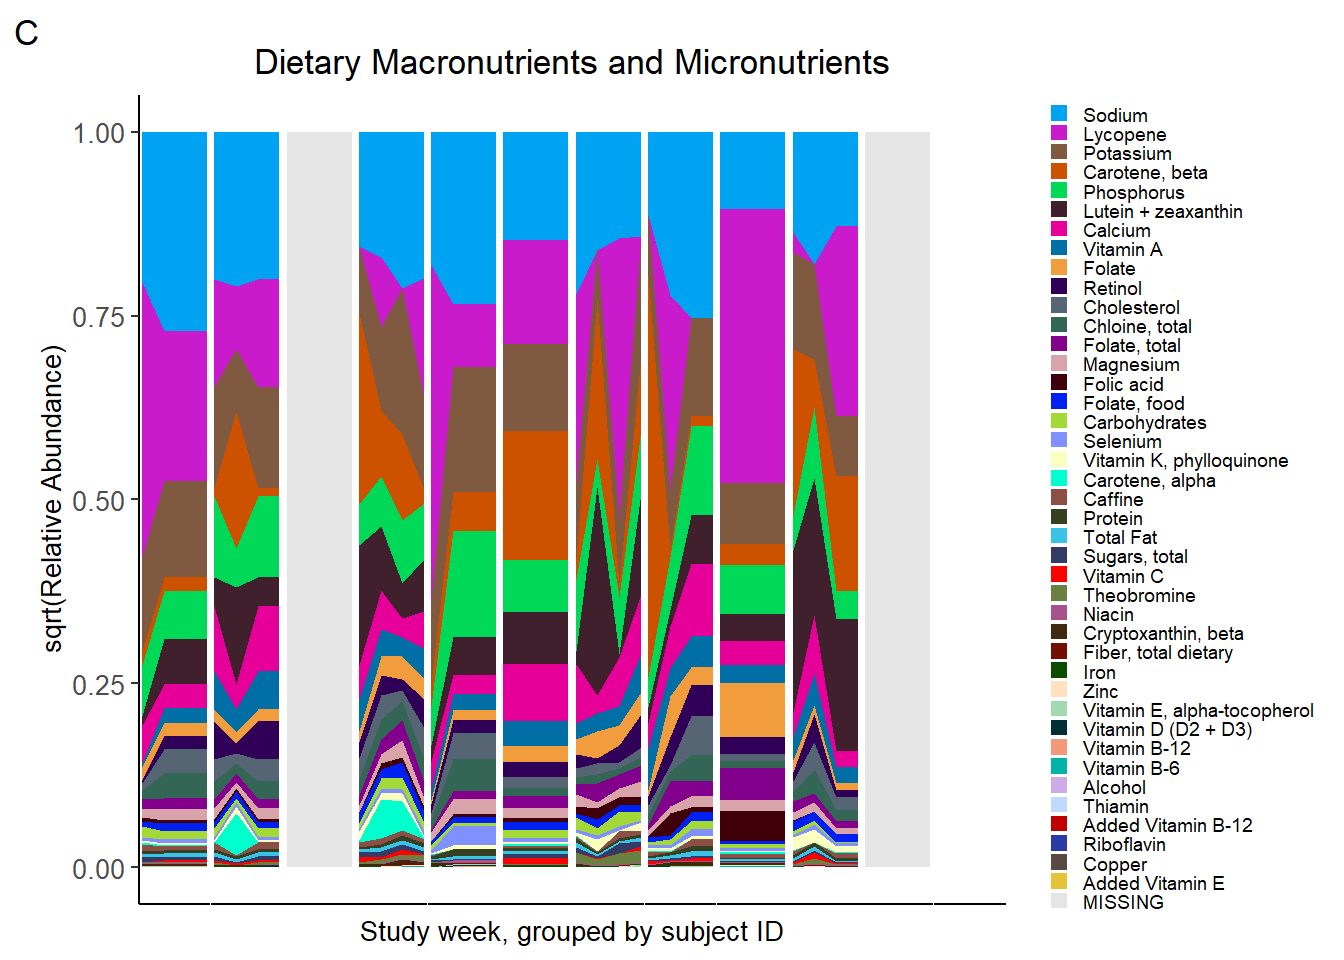 C
Dietary Macronutrients and Micronutrients
1.00
0.75
0.50
0.25
0.00
sqrt(Relative Abundance)
Study week, grouped by subject ID
Sodium
Lycopene
Potassium
Carotene, beta
Phosphorus
Lutein + zeaxanthin
Calcium
Vitamin A
Folate
Retinol
Cholesterol
Chloine, total
Folate, total
Magnesium
Folic acid
Folate, food
Carbohydrates
Selenium
Vitamin K, phylloquinone
Carotene, alpha
Caffine
Protein
Total Fat
Sugars, total
Vitamin C
Theobromine
Niacin
Cryptoxanthin, beta
Fiber, total dietary
Iron
Zinc
Vitamin E, alpha-tocopherol
Vitamin D (D2 + D3)
Vitamin B-12
Vitamin B-6
Alcohol
Thiamin
Added Vitamin B-12
Riboflavin
Copper
Added Vitamin E
MISSING